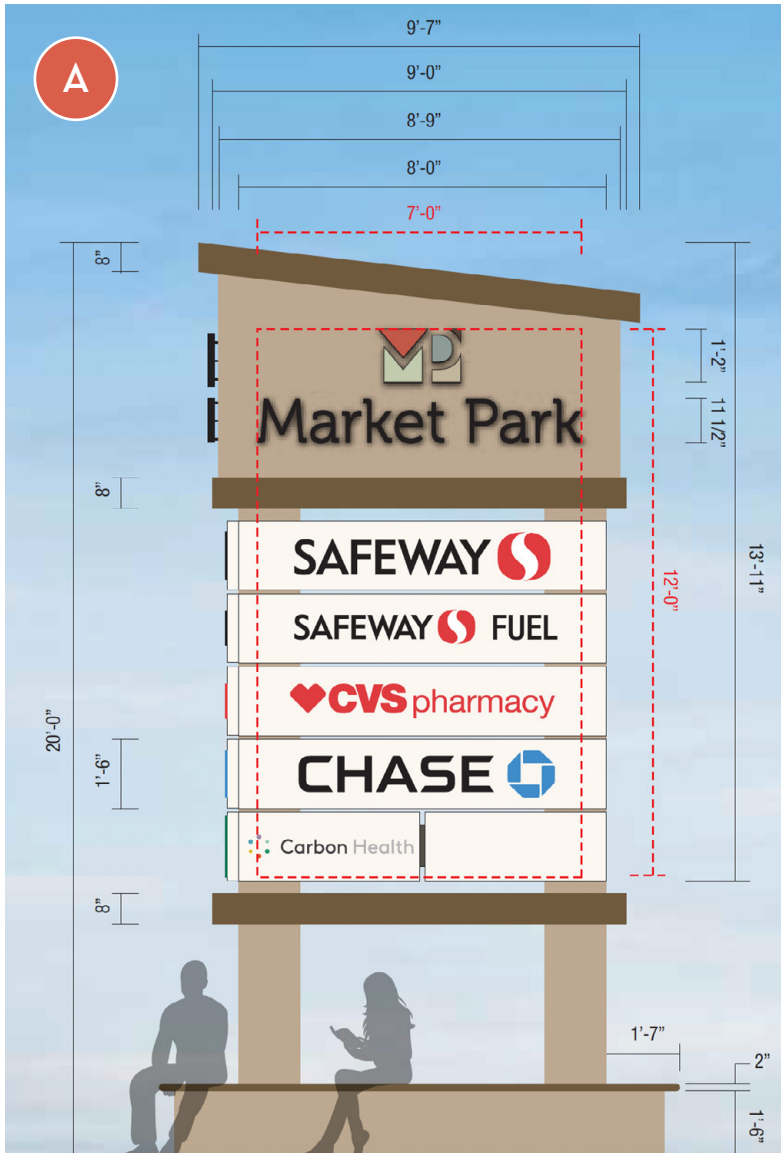 A
9'-7"
9'-0"
8'-9"
8'-0"
7'-0"
8"
1'-2"
Market Park
11 1/2"
8"
13'-11"
SAFEWAY
12'-0"
SAFEWAY FUEL
CVS pharmacy
20'-0"
1'-6"
CHASE
Carbon Health
8"
1'-7"
2"
1'-6"